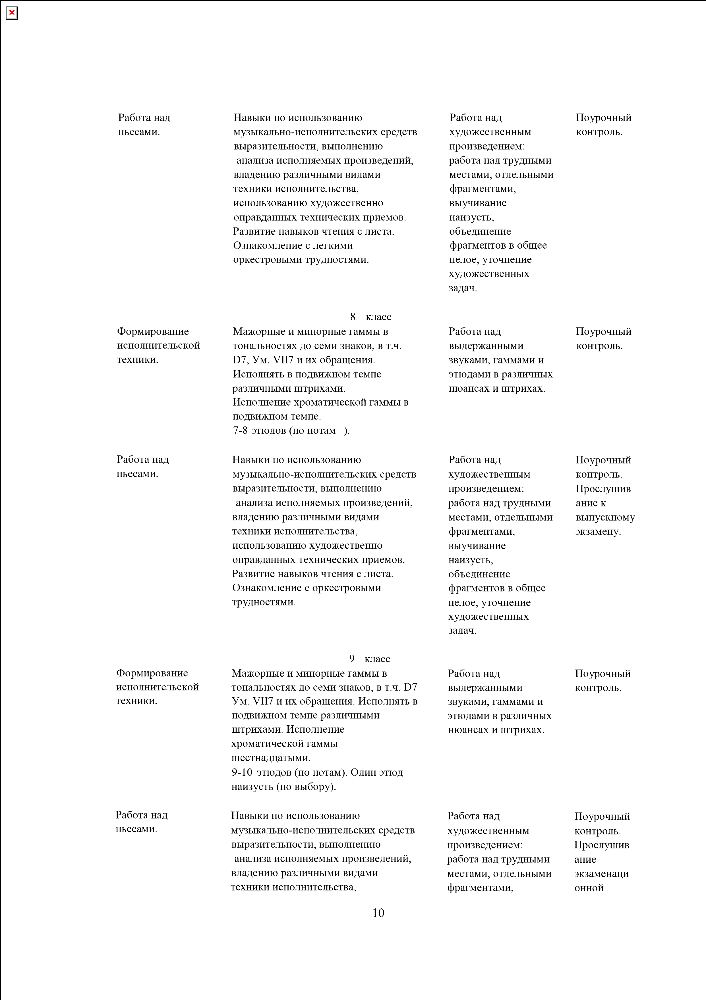 Работа над
пьесами.
Навыки по использованию
музыкально-исполнительских средств
выразительности, выполнению
анализа исполняемых произведений,
владению различными видами
техники исполнительства,
использованию художественно
оправданных технических приемов.
Развитие навыков чтения с листа.
Ознакомление с легкими
оркестровыми трудностями.
Работа над
художественным
произведением:
работа над трудными
местами, отдельными
фрагментами,
выучивание
наизусть,
объединение
фрагментов в общее
целое, уточнение
художественных
задач.
Поурочный
контроль.
8 класс
Формирование
исполнительской
техники.
Мажорные и минорные гаммы в
тональностях до семи знаков, в т.ч.
D7, Ум. VII7 и их обращения.
Исполнять в подвижном темпе
различными штрихами.
Исполнение хроматической гаммы в
подвижном темпе.
7-8 этюдов (по нотам ).
Работа над
выдержанными
звуками, гаммами и
этюдами в различных
нюансах и штрихах.
Поурочный
контроль.
Работа над
пьесами.
Навыки по использованию
музыкально-исполнительских средств
выразительности, выполнению
анализа исполняемых произведений,
владению различными видами
техники исполнительства,
использованию художественно
оправданных технических приемов.
Развитие навыков чтения с листа.
Ознакомление с оркестровыми
трудностями.
Работа над
художественным
произведением:
работа над трудными
местами, отдельными
фрагментами,
выучивание
наизусть,
объединение
фрагментов в общее
целое, уточнение
художественных
задач.
Поурочный
контроль.
Прослушив
ание к
выпускному
экзамену.
9 класс
Формирование
исполнительской
техники.
Мажорные и минорные гаммы в
тональностях до семи знаков, в т.ч. D7
Ум. VII7 и их обращения. Исполнять в
подвижном темпе различными
штрихами. Исполнение
хроматической гаммы
шестнадцатыми.
9-10 этюдов (по нотам). Один этюд
наизусть (по выбору).
Работа над
выдержанными
звуками, гаммами и
этюдами в различных
нюансах и штрихах.
Поурочный
контроль.
Работа над
пьесами.
Навыки по использованию
музыкально-исполнительских средств
выразительности, выполнению
анализа исполняемых произведений,
владению различными видами
техники исполнительства,
Работа над
художественным
произведением:
работа над трудными
местами, отдельными
фрагментами,
Поурочный
контроль.
Прослушив
ание
экзаменаци
онной
10